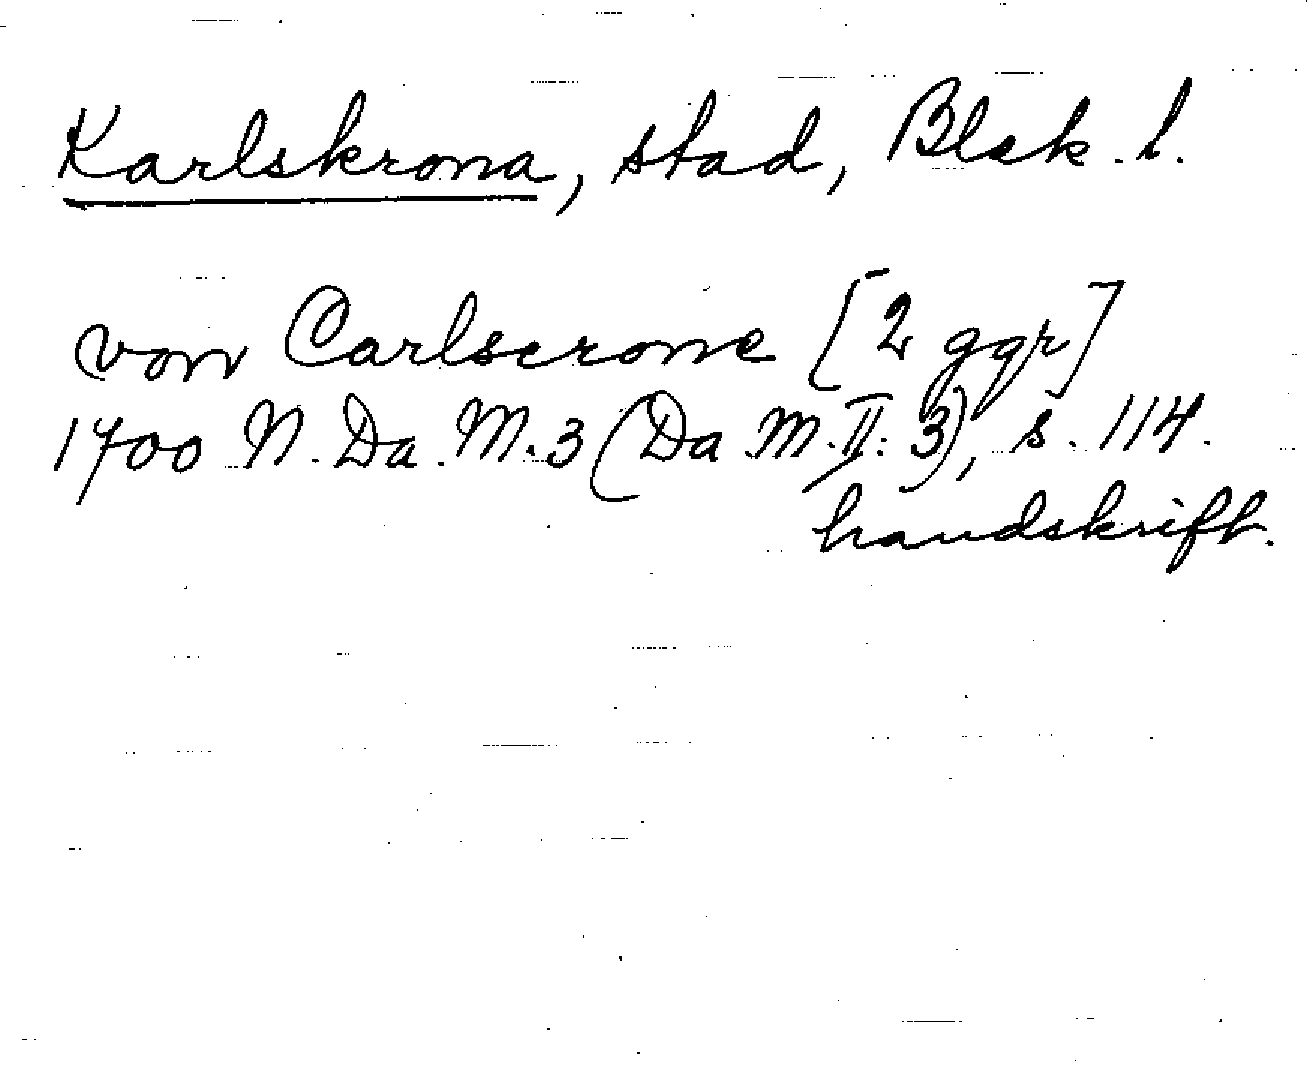 Karlskrona, stad, Blek. l.
von Carlscrone [2 ggr]
1700 N. Da. M. 3 (Da. M. II: 3), s. 114.
handskrift.